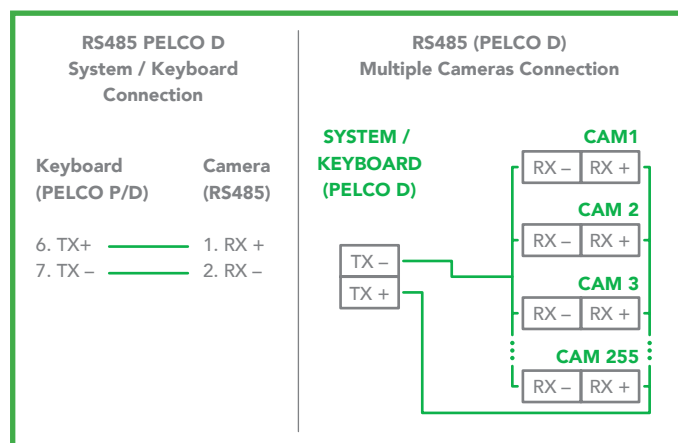 RS485 PELCO D
System / Keyboard
Connection
Keyboard
(PELCO P/D)
Camera
(RS485)
6. TX+ 1. RX +
7. TX – 2. RX –
RS485 (PELCO D)
Multiple Cameras Connection
SYSTEM /
KEYBOARD
(PELCO D)
TX –
TX +
CAM1
RX – RX +
CAM 2
RX – RX +
CAM 3
RX – RX +
CAM 255
RX – RX +